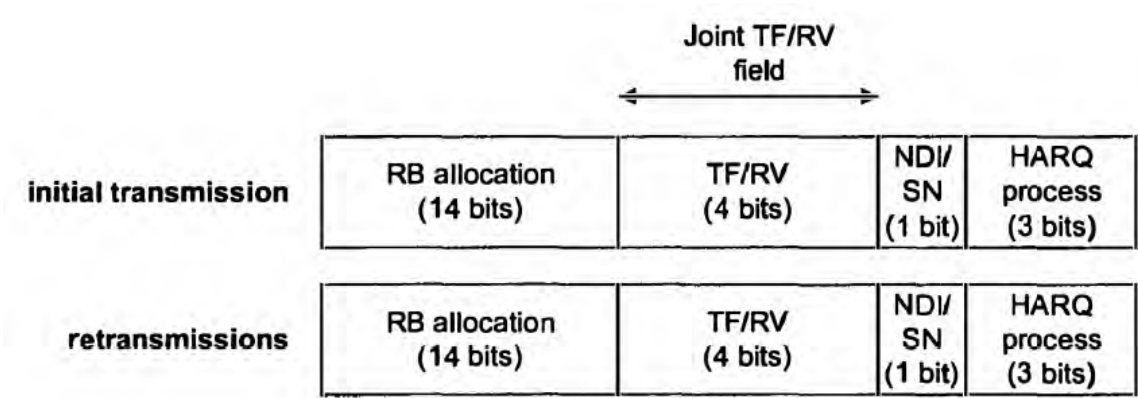 Joint TF/RV
field
initial transmission
RB allocation
(14 bits)
TF/RV
(4 bits)
NDI/
SN
(1 bit)
HARQ
process
(3 bits)
retransmissions
RB allocation
(14 bits)
TF/RV
(4 bits)
NDI/
SN
(1 bit)
HARQ
process
(3 bits)